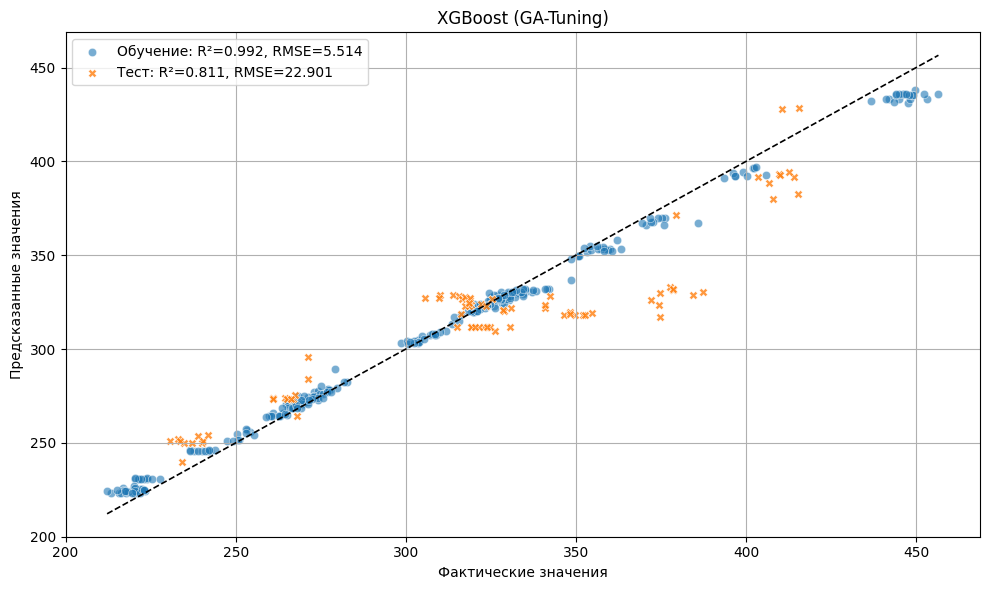 XGBoost (GA-Tuning)
Обучение: R²=0.992, RMSE=5.514
Тест: R²=0.811, RMSE=22.901
Предсказанные значения
450
400
350
300
250
200
200 250 300 350 400 450
Фактические значения